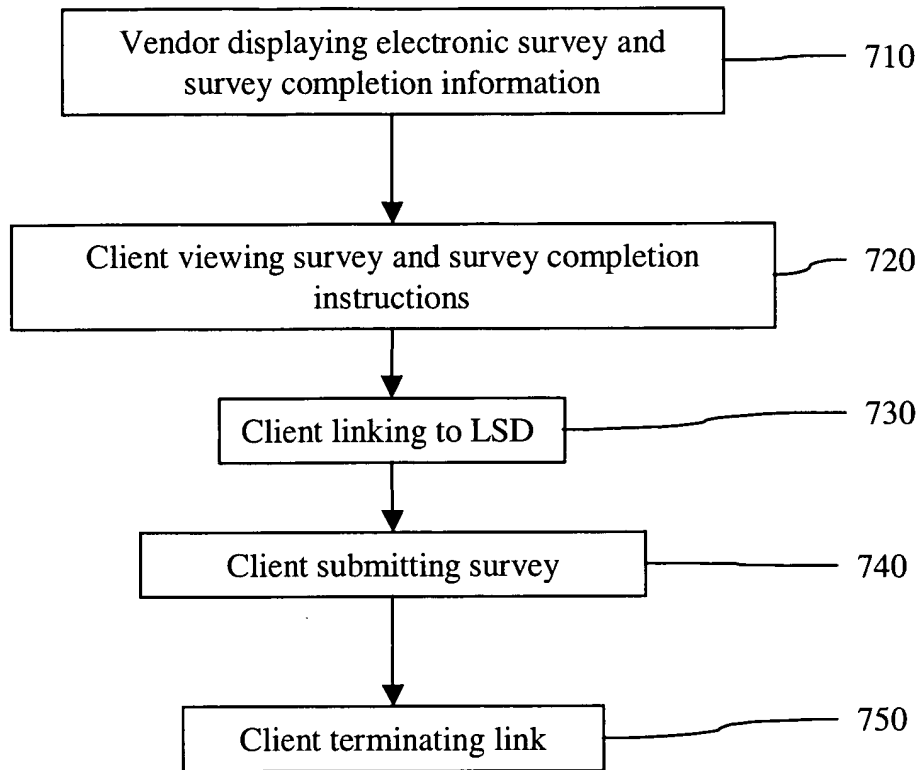 Vendor displaying electronic survey and
survey completion information
710
Client viewing survey and survey completion
instructions
720
Client linking to LSD
730
Client submitting survey
740
Client terminating link
750